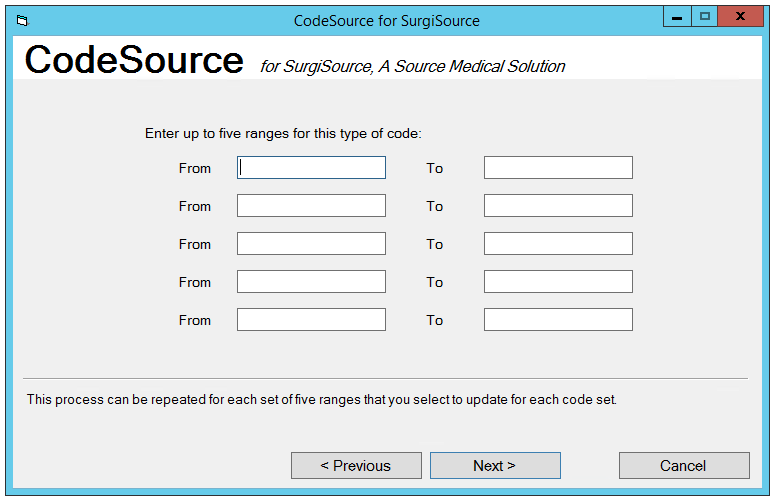 CodeSource for SurgiSource
CodeSource for SurgiSource, A Source Medical Solution
Enter up to five ranges for this type of code:
From To
From To
From To
From To
From To
This process can be repeated for each set of five ranges that you select to update for each code set.
< Previous Next > Cancel